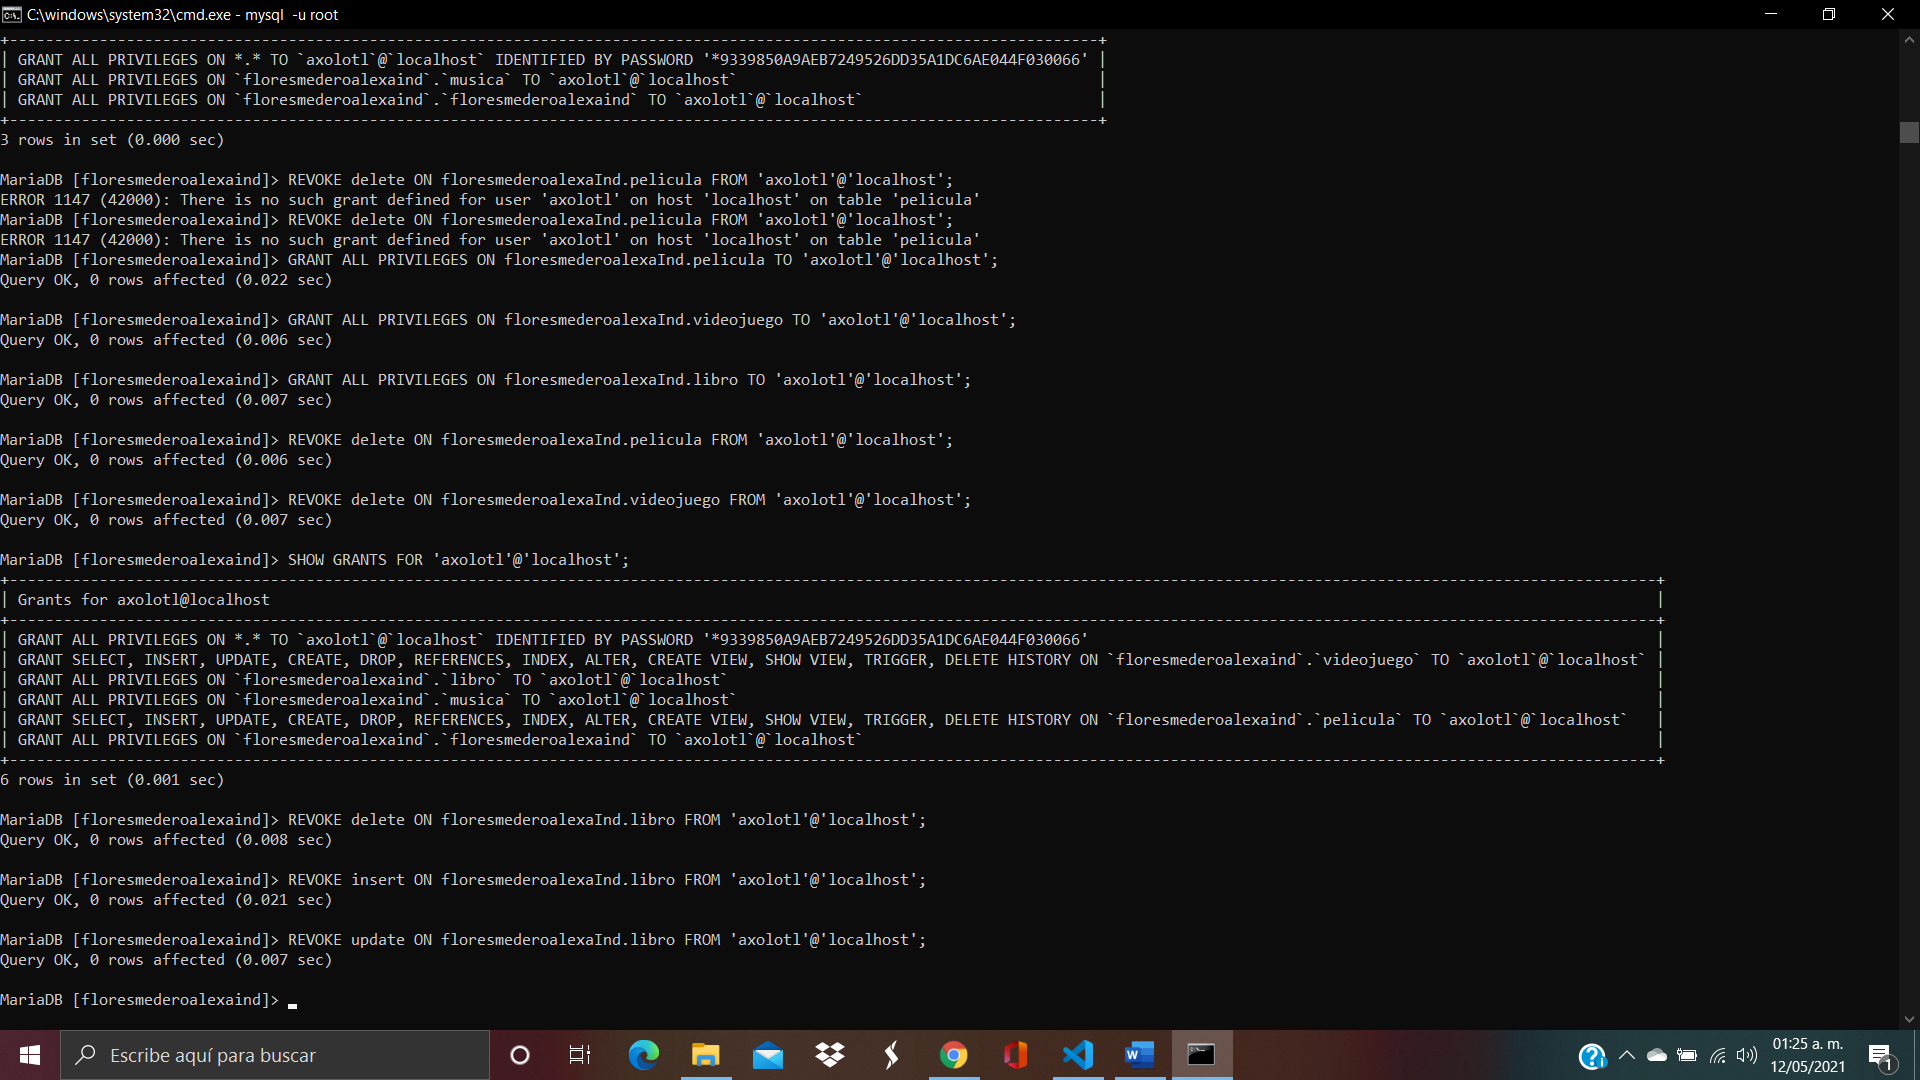 C:\windows\system32\cmd.exe - mysql  -u root
+-------------------------------------------------------------------------------------------------------------------------+
| GRANT ALL PRIVILEGES ON *.* TO `axolotl`@`localhost` IDENTIFIED BY PASSWORD '*9339850A9AEB7249526DD35A1DC6AE044F030066' |
| GRANT ALL PRIVILEGES ON `floresmederoalexaind`.`musica` TO `axolotl`@`localhost` |
| GRANT ALL PRIVILEGES ON `floresmederoalexaind`.`floresmederoalexaind` TO `axolotl`@`localhost` |
+-------------------------------------------------------------------------------------------------------------------------+
3 rows in set (0.000 sec)
MariaDB [floresmederoalexaind]> REVOKE delete ON floresmederoalexaInd.pelicula FROM 'axolotl'@'localhost';
ERROR 1147 (42000): There is no such grant defined for user 'axolotl' on host 'localhost' on table 'pelicula'
MariaDB [floresmederoalexaind]> REVOKE delete ON floresmederoalexaInd.pelicula FROM 'axolotl'@'localhost';
ERROR 1147 (42000): There is no such grant defined for user 'axolotl' on host 'localhost' on table 'pelicula'
MariaDB [floresmederoalexaind]> GRANT ALL PRIVILEGES ON floresmederoalexaInd.pelicula TO 'axolotl'@'localhost';
Query OK, 0 rows affected (0.022 sec)
MariaDB [floresmederoalexaind]> GRANT ALL PRIVILEGES ON floresmederoalexaInd.videojuego TO 'axolotl'@'localhost';
Query OK, 0 rows affected (0.006 sec)
MariaDB [floresmederoalexaind]> GRANT ALL PRIVILEGES ON floresmederoalexaInd.libro TO 'axolotl'@'localhost';
Query OK, 0 rows affected (0.007 sec)
MariaDB [floresmederoalexaind]> REVOKE delete ON floresmederoalexaInd.pelicula FROM 'axolotl'@'localhost';
Query OK, 0 rows affected (0.006 sec)
MariaDB [floresmederoalexaind]> REVOKE delete ON floresmederoalexaInd.videojuego FROM 'axolotl'@'localhost';
Query OK, 0 rows affected (0.007 sec)
MariaDB [floresmederoalexaind]> SHOW GRANTS FOR 'axolotl'@'localhost';
+---------------------------------------------------------------------------------------------------------------------------------------------------------------------------------------+
| Grants for axolotl@localhost |
+---------------------------------------------------------------------------------------------------------------------------------------------------------------------------------------+
| GRANT ALL PRIVILEGES ON *.* TO `axolotl`@`localhost` IDENTIFIED BY PASSWORD '*9339850A9AEB7249526DD35A1DC6AE044F030066' |
| GRANT SELECT, INSERT, UPDATE, CREATE, DROP, REFERENCES, INDEX, ALTER, CREATE VIEW, SHOW VIEW, TRIGGER, DELETE HISTORY ON `floresmederoalexaind`.`videojuego` TO `axolotl`@`localhost` |
| GRANT ALL PRIVILEGES ON `floresmederoalexaind`.`libro` TO `axolotl`@`localhost` |
| GRANT ALL PRIVILEGES ON `floresmederoalexaind`.`musica` TO `axolotl`@`localhost` |
| GRANT SELECT, INSERT, UPDATE, CREATE, DROP, REFERENCES, INDEX, ALTER, CREATE VIEW, SHOW VIEW, TRIGGER, DELETE HISTORY ON `floresmederoalexaind`.`pelicula` TO `axolotl`@`localhost` |
| GRANT ALL PRIVILEGES ON `floresmederoalexaind`.`floresmederoalexaind` TO `axolotl`@`localhost` |
+---------------------------------------------------------------------------------------------------------------------------------------------------------------------------------------+
6 rows in set (0.001 sec)
MariaDB [floresmederoalexaind]> REVOKE delete ON floresmederoalexaInd.libro FROM 'axolotl'@'localhost';
Query OK, 0 rows affected (0.008 sec)
MariaDB [floresmederoalexaind]> REVOKE insert ON floresmederoalexaInd.libro FROM 'axolotl'@'localhost';
Query OK, 0 rows affected (0.021 sec)
MariaDB [floresmederoalexaind]> REVOKE update ON floresmederoalexaInd.libro FROM 'axolotl'@'localhost';
Query OK, 0 rows affected (0.007 sec)
MariaDB [floresmederoalexaind]> _
Escribe aquí para buscar
01:25 a. m.
12/05/2021
1